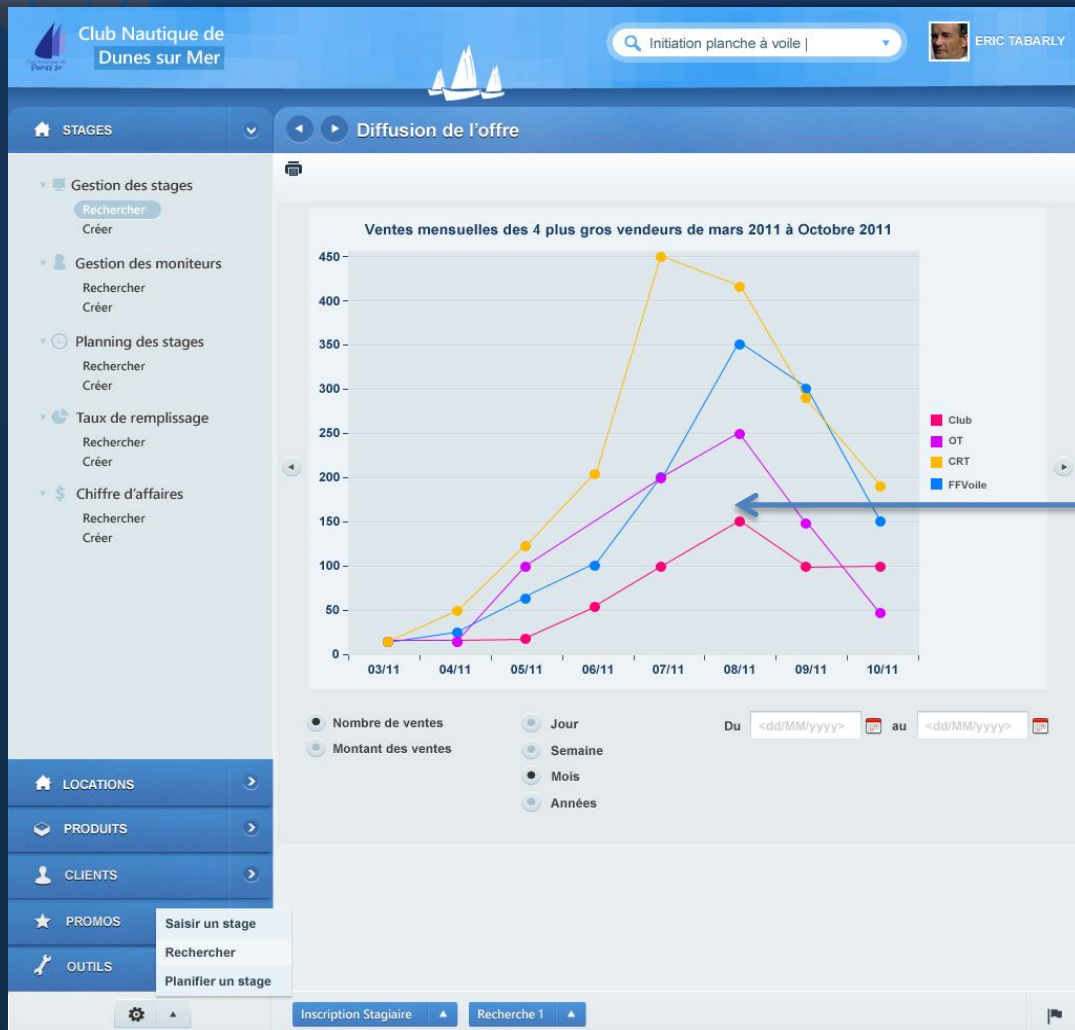 Club Nautique de
Dunes sur Mer
Initiation planche à voile |
ERIC TABARLY
STAGES
Diffusion de l'offre
Gestion des stages
Rechercher
Créer
Gestion des moniteurs
Rechercher
Créer
Planning des stages
Rechercher
Créer
Taux de remplissage
Rechercher
Créer
$ Chiffre d'affaires
Rechercher
Créer
Ventes mensuelles des 4 plus gros vendeurs de mars 2011 à Octobre 2011
450
400
350
300
250
200
150
100
50
0
03/11 04/11 05/11 06/11 07/11 08/11 09/11 10/11
Club
OT
CRT
FFVoile
Nombre de ventes
Montant des ventes
Jour
Semaine
Mois
Années
Du <dd/MM/yyyy> au <dd/MM/yyyy>
LOCATIONS
PRODUITS
CLIENTS
PROMOS
OUTILS
Saisir un stage
Rechercher
Planifier un stage
Inscription Stagiaire
Recherche 1